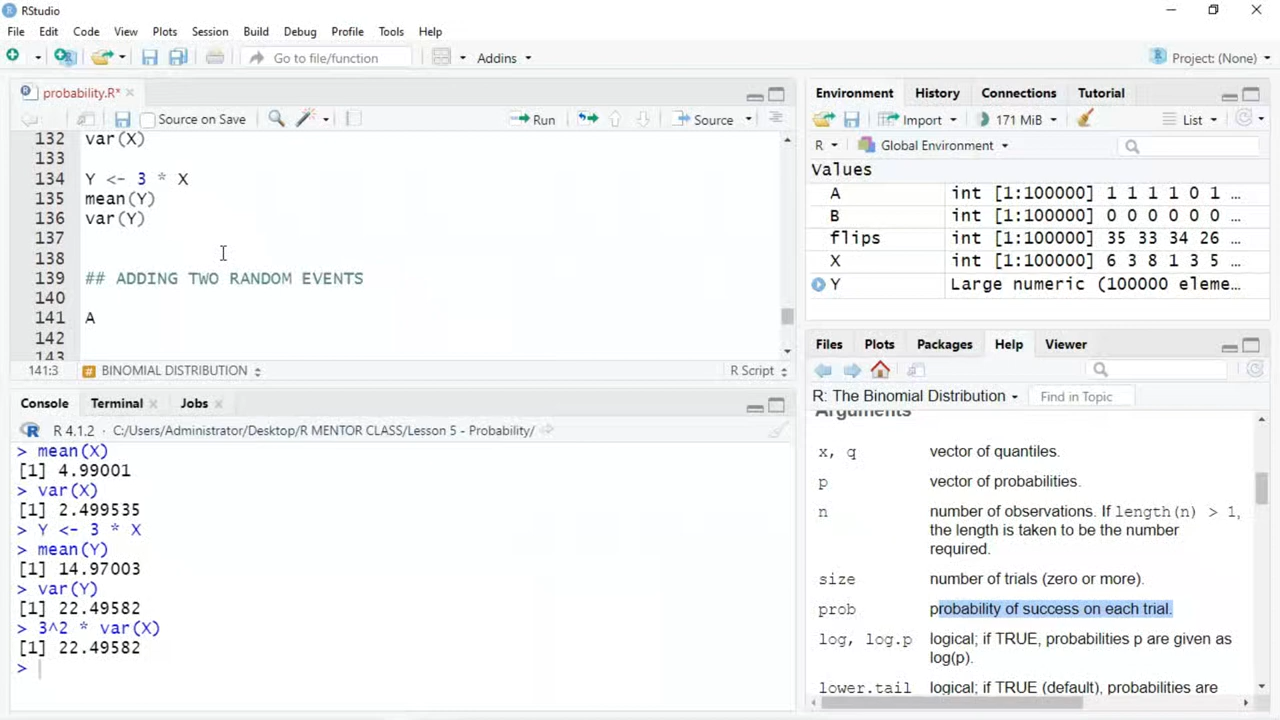 RStudio
File Edit Code View Plots Session Build Debug Profile Tools Help
Go to file/function Addins Project: (None)
probability.R*
Source on Save Run Source
132 var(X)
133
134 Y <- 3 * X
135 mean(Y)
136 var(Y)
137
138
139 ## ADDING TWO RANDOM EVENTS
140
141 A
142
143
141:3 BINOMIAL DISTRIBUTION R Script
Console Terminal Jobs
R 4.1.2 · C:/Users/Administrator/Desktop/R MENTOR CLASS/Lesson 5 - Probability/
> mean(X)
[1] 4.99001
> var(X)
[1] 2.499535
> Y <- 3 * X
> mean(Y)
[1] 14.97003
> var(Y)
[1] 22.49582
> 3^2 * var(X)
[1] 22.49582
>
Environment History Connections Tutorial
Import 171 MiB List
R Global Environment
Values
A int [1:100000] 1 1 1 1 0 1 …
B int [1:100000] 0 0 0 0 0 0 …
flips int [1:100000] 35 33 34 26 …
X int [1:100000] 6 3 8 1 3 5 …
Y Large numeric (100000 eleme…
Files Plots Packages Help Viewer
R: The Binomial Distribution Find in Topic
Arguments
x, q vector of quantiles.
p vector of probabilities.
n number of observations. If length(n) > 1,
the length is taken to be the number
required.
size number of trials (zero or more).
prob probability of success on each trial.
log, log.p logical; if TRUE, probabilities p are given as
log(p).
lower.tail logical; if TRUE (default), probabilities are